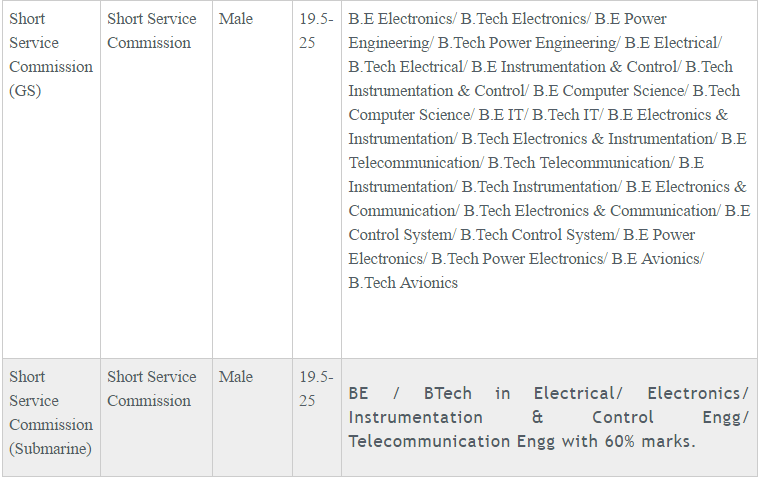 Short Service Commission (GS)
Short Service Commission
Male
19.5-25
B.E Electronics/ B.Tech Electronics/ B.E Power
Engineering/ B.Tech Power Engineering/ B.E Electrical/
B.Tech Electrical/ B.E Instrumentation & Control/ B.Tech
Instrumentation & Control/ B.E Computer Science/ B.Tech
Computer Science/ B.E IT/ B.Tech IT/ B.E Electronics &
Instrumentation/ B.Tech Electronics & Instrumentation/ B.E
Telecommunication/ B.Tech Telecommunication/ B.E
Instrumentation/ B.Tech Instrumentation/ B.E Electronics &
Communication/ B.Tech Electronics & Communication/ B.E
Control System/ B.Tech Control System/ B.E Power
Electronics/ B.Tech Power Electronics/ B.E Avionics/
B.Tech Avionics
Short Service Commission (Submarine)
Short Service Commission
Male
19.5-25
BE / BTech in Electrical/ Electronics/
Instrumentation & Control Engg/
Telecommunication Engg with 60% marks.